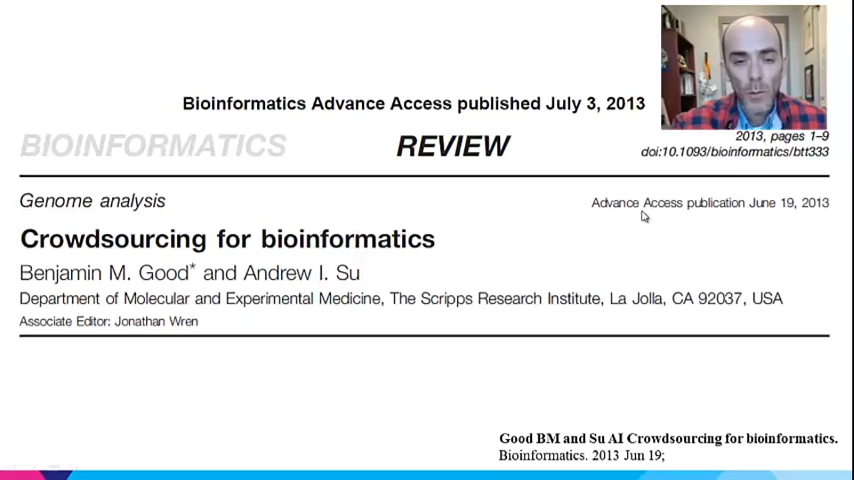 Bioinformatics Advance Access published July 3, 2013
BIOINFORMATICS
REVIEW
2013, pages 1–9
doi:10.1093/bioinformatics/btt333
Genome analysis
Advance Access publication June 19, 2013
Crowdsourcing for bioinformatics
Benjamin M. Good* and Andrew I. Su
Department of Molecular and Experimental Medicine, The Scripps Research Institute, La Jolla, CA 92037, USA
Associate Editor: Jonathan Wren
Good BM and Su AI Crowdsourcing for bioinformatics.
Bioinformatics. 2013 Jun 19;